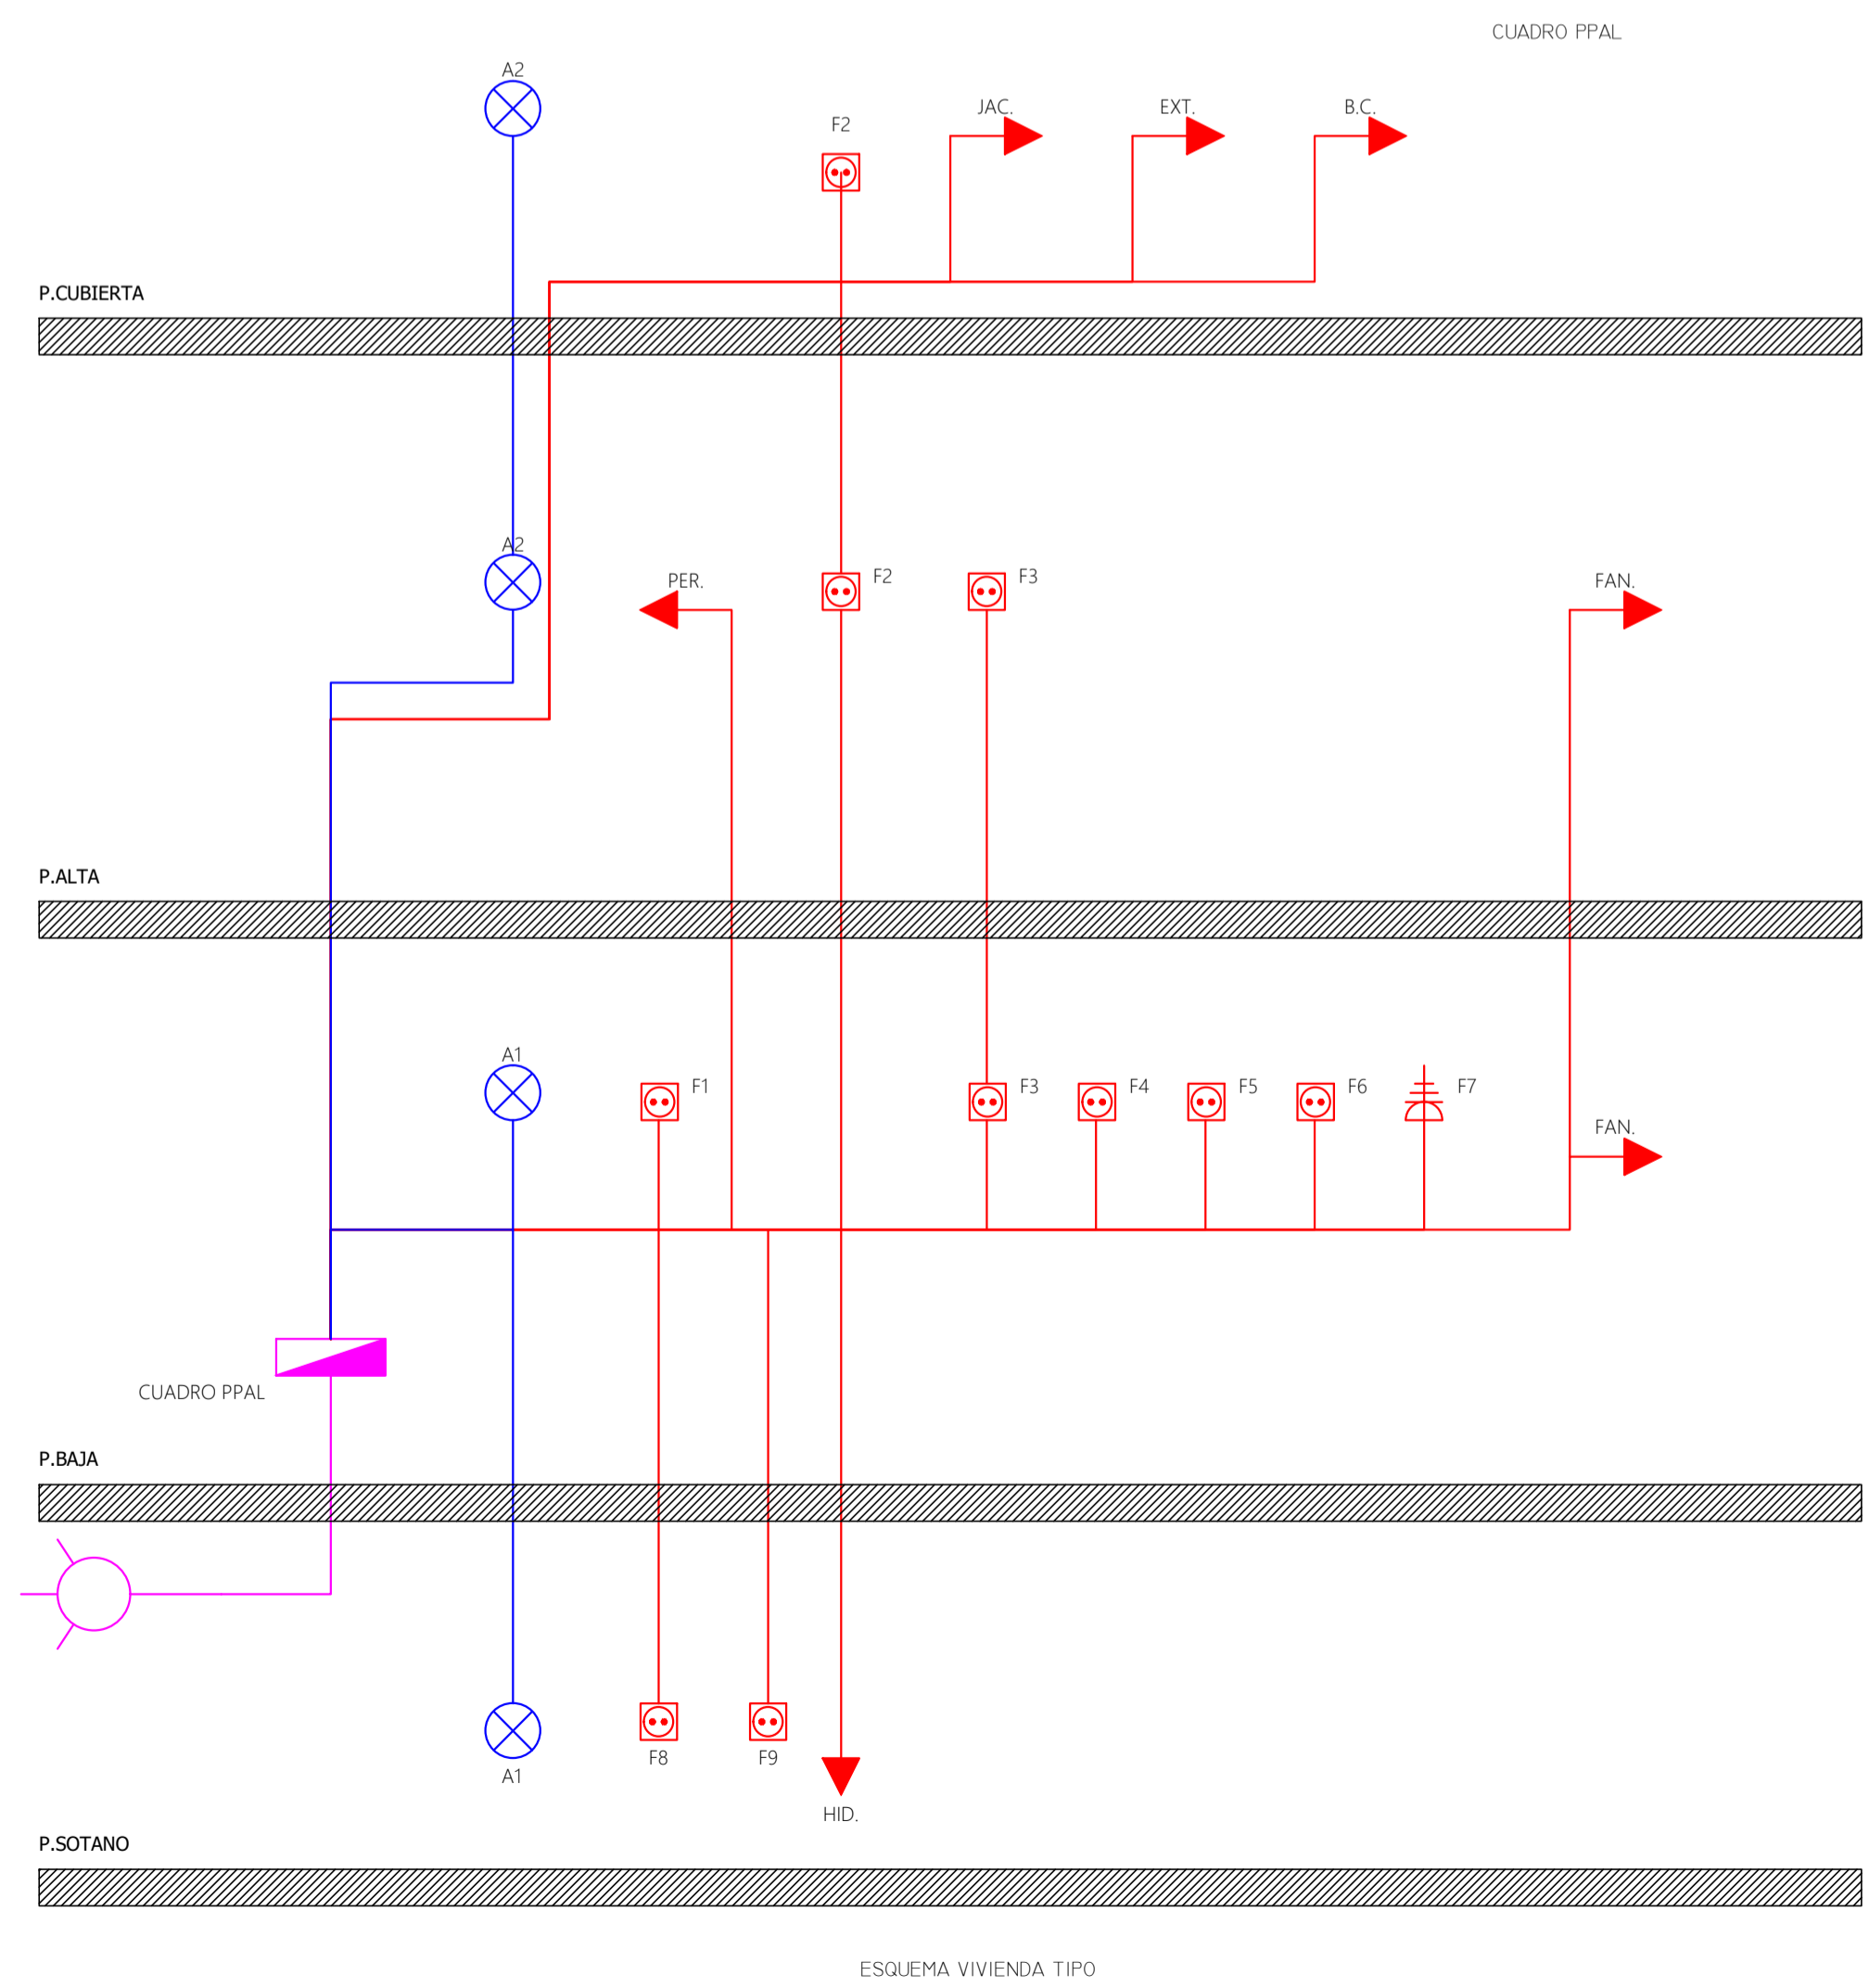 CUADRO PPAL
A2
JAC.
EXT.
B.C.
F2
P.CUBIERTA
A2
PER.
F2
F3
FAN.
P.ALTA
A1
F1
F3
F4
F5
F6
F7
FAN.
CUADRO PPAL
P.BAJA
F8
F9
A1
HID.
P.SOTANO
ESQUEMA VIVIENDA TIPO